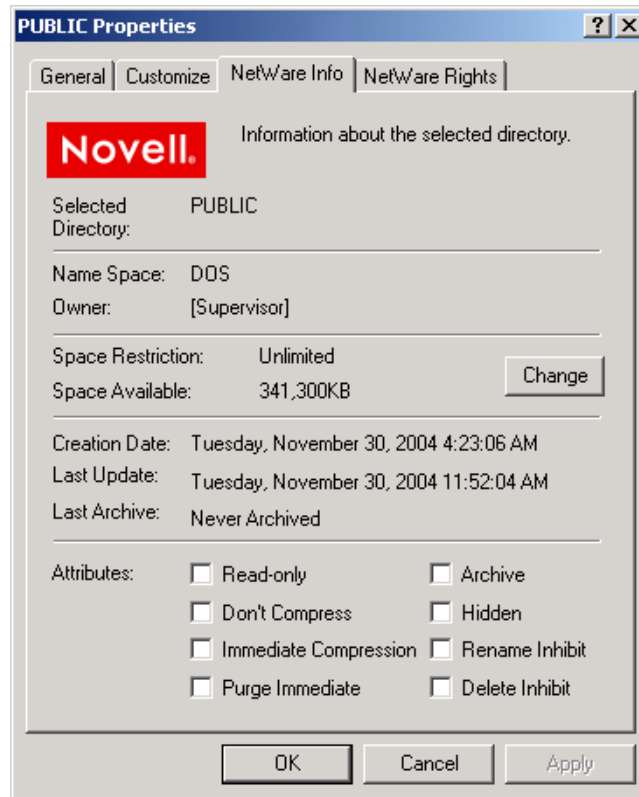 PUBLIC Properties
General Customize NetWare Info NetWare Rights
Novell®
Information about the selected directory.
Selected Directory: PUBLIC
Name Space: DOS
Owner: [Supervisor]
Space Restriction: Unlimited
Space Available: 341,300KB
Change
Creation Date: Tuesday, November 30, 2004 4:23:06 AM
Last Update: Tuesday, November 30, 2004 11:52:04 AM
Last Archive: Never Archived
Attributes: Read-only Archive
Don't Compress Hidden
Immediate Compression Rename Inhibit
Purge Immediate Delete Inhibit
OK Cancel Apply